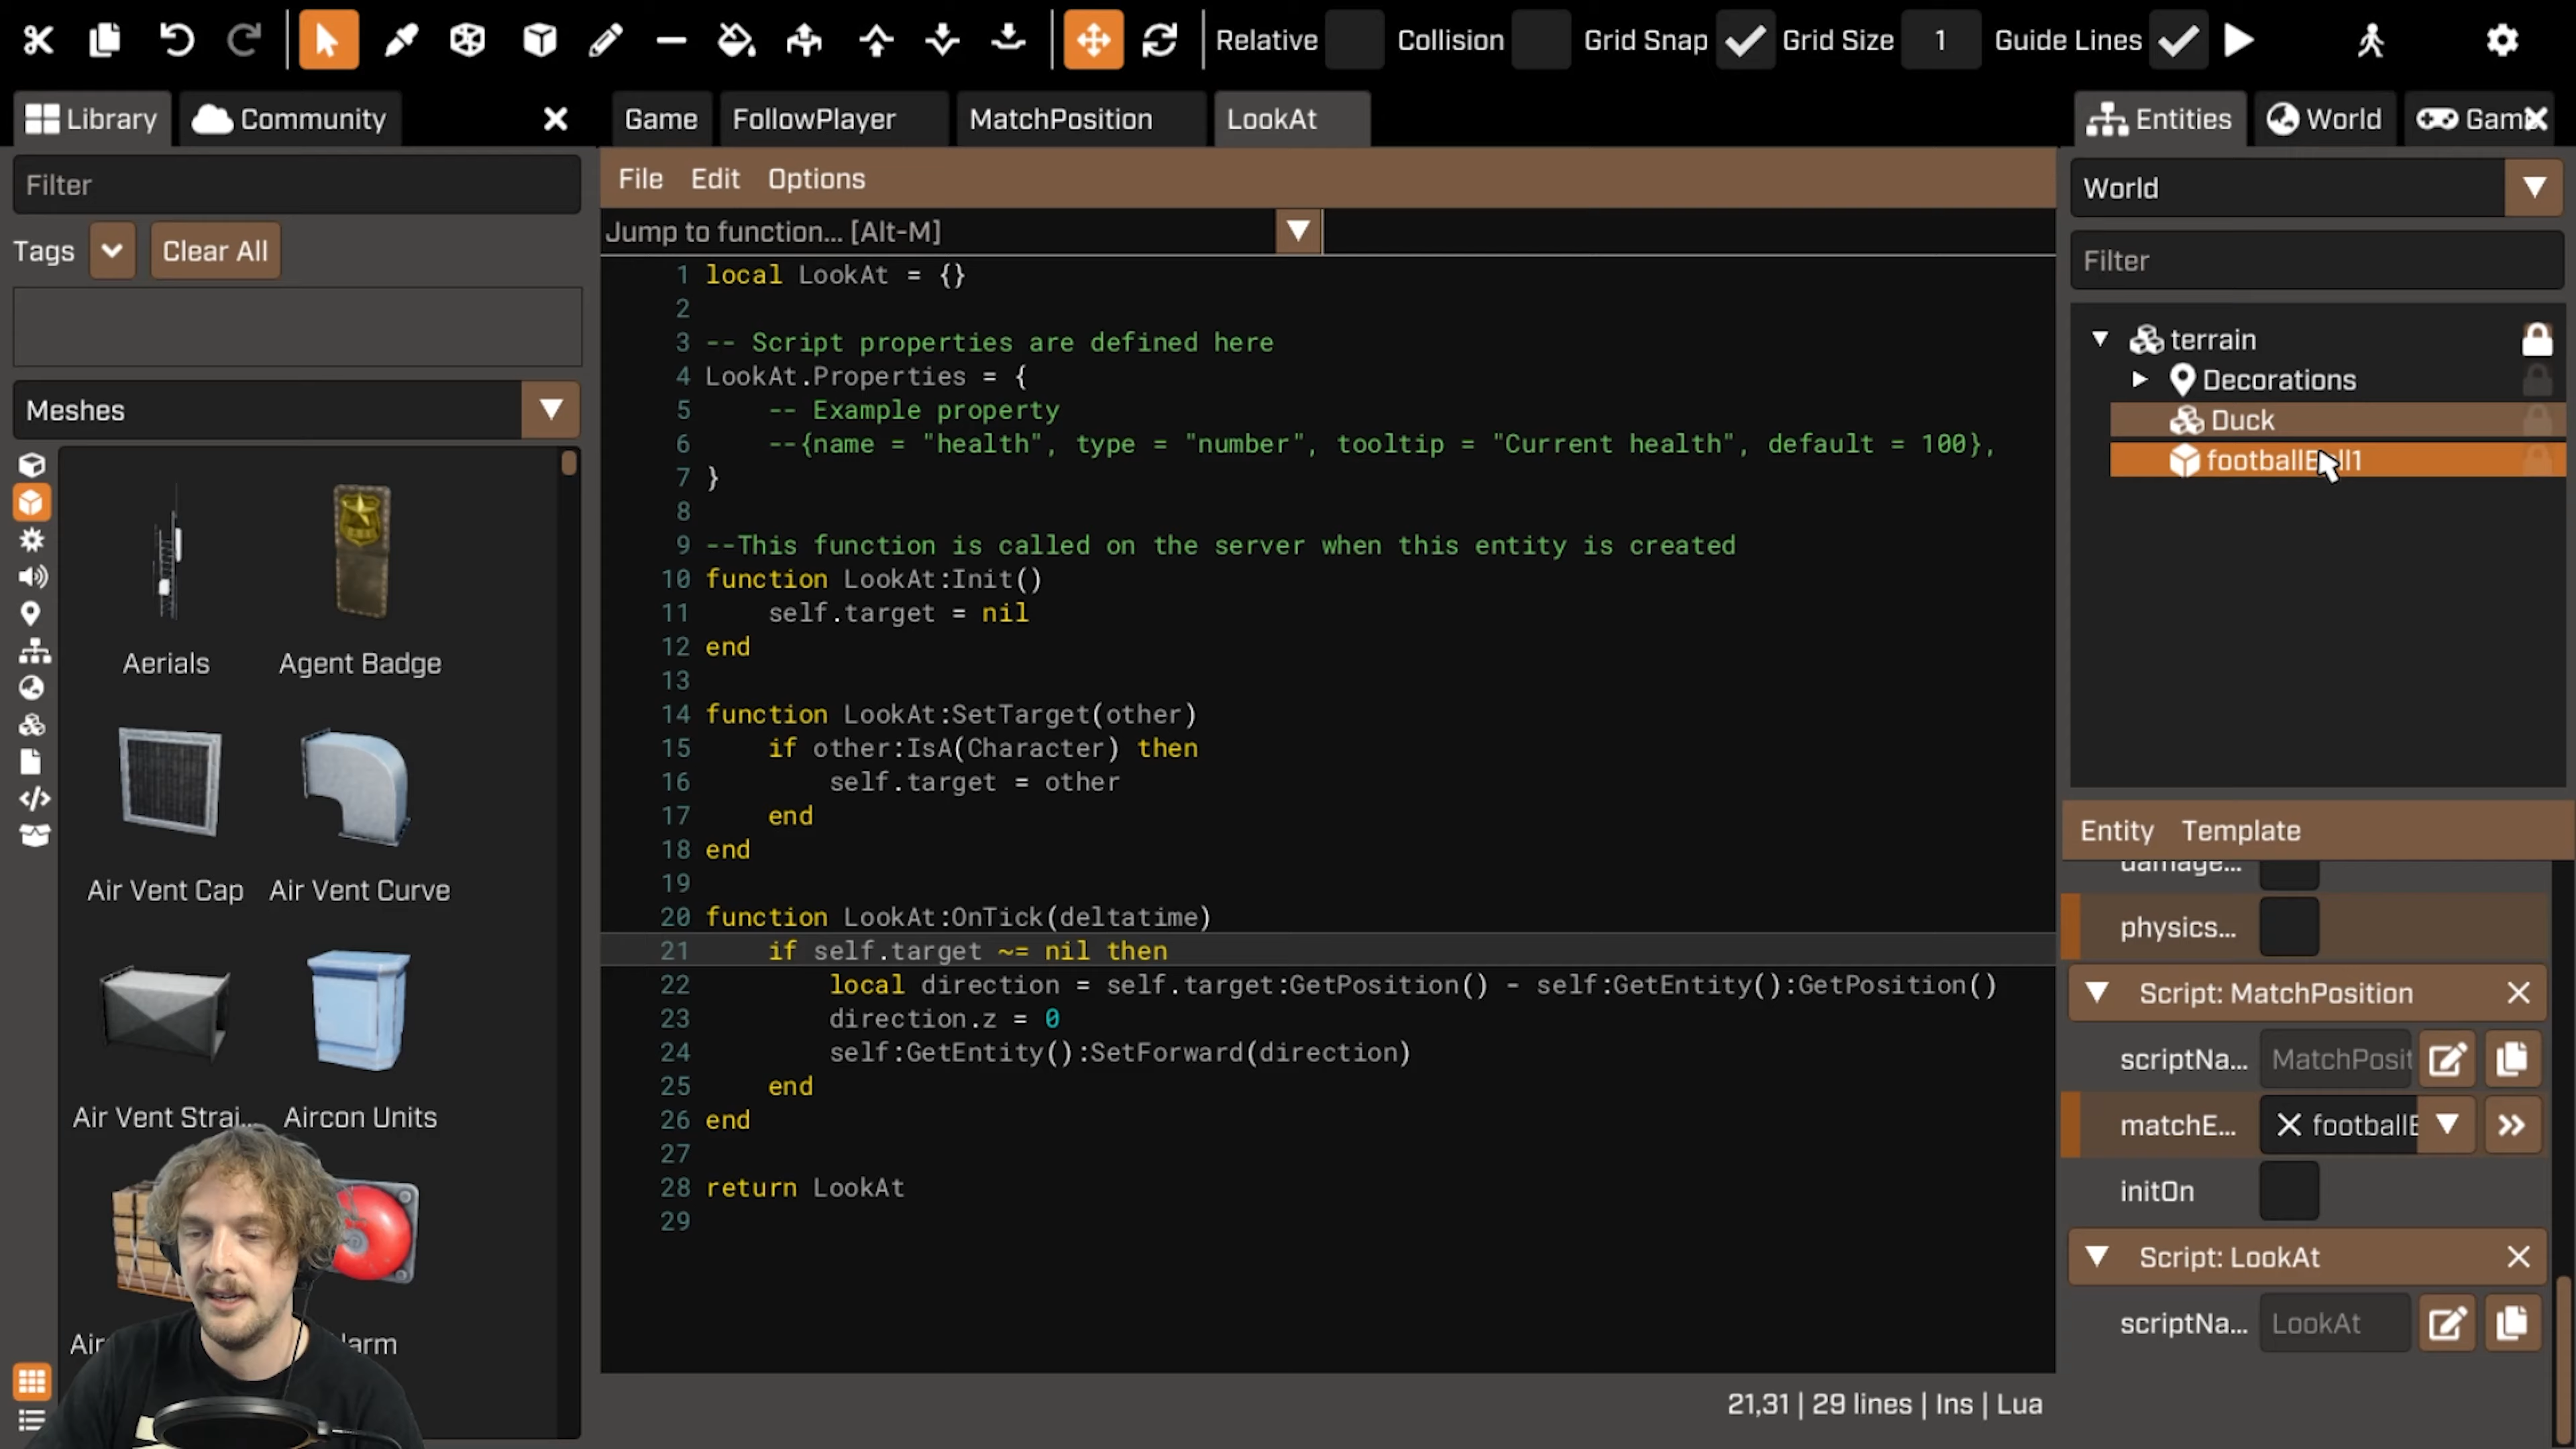 Relative
Collision
Grid Snap
Grid Size
1
Guide Lines
Library
Community
Game
FollowPlayer
MatchPosition
LookAt
Entities
World
Filter
Tags
Clear All
Meshes
Aerials
Agent Badge
Air Vent Cap
Air Vent Curve
Air Vent Strai...
Aircon Units
File Edit Options
Jump to function... [Alt-M]
1 local LookAt = {}
2
3 -- Script properties are defined here
4 LookAt.Properties = {
5 -- Example property
6 --{name = "health", type = "number", tooltip = "Current health", default = 100},
7 }
8
9 --This function is called on the server when this entity is created
10 function LookAt:Init()
11 self.target = nil
12 end
13
14 function LookAt:SetTarget(other)
15 if other:IsA(Character) then
16 self.target = other
17 end
18 end
19
20 function LookAt:OnTick(deltatime)
21 if self.target ~= nil then
22 local direction = self.target:GetPosition() - self:GetEntity():GetPosition()
23 direction.z = 0
24 self:GetEntity():SetForward(direction)
25 end
26 end
27
28 return LookAt
29
21,31 | 29 lines | Ins | Lua
World
Filter
terrain
Decorations
Duck
Entity Template
damage...
physics...
Script: MatchPosition
scriptNa... MatchPosit
matchE... footballB
initOn
Script: LookAt
scriptNa... LookAt